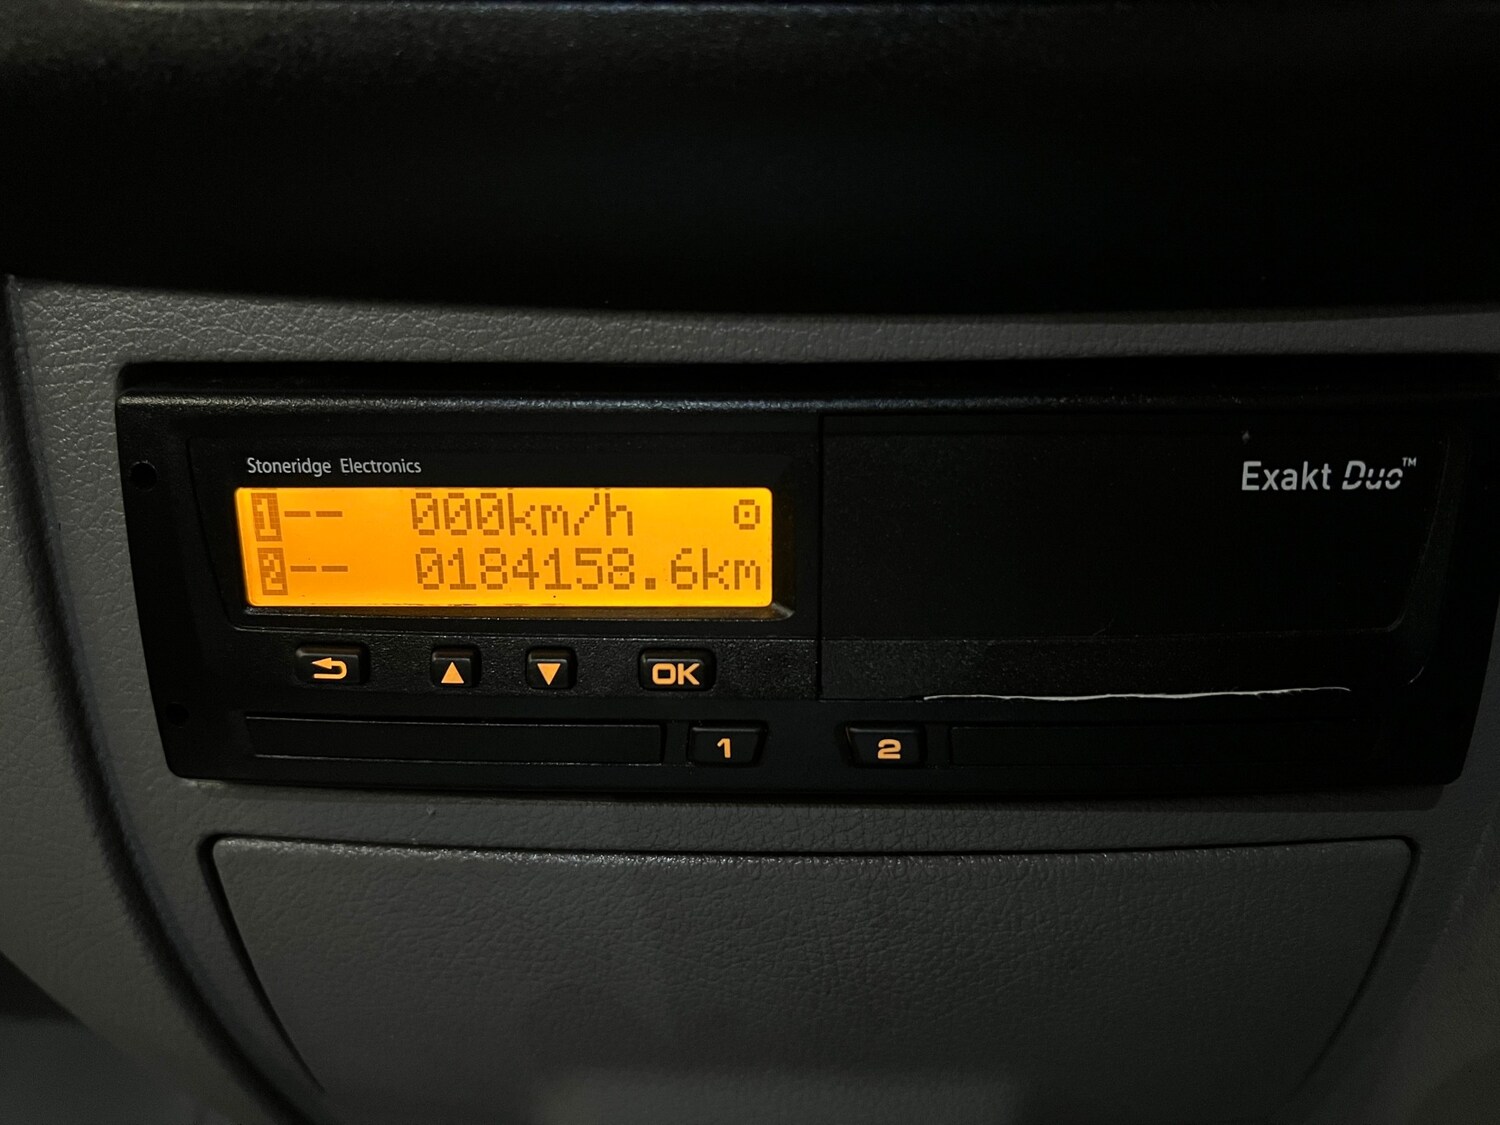 Stoneridge Electronics
Exakt Duo™
1-- 000km/h
2-- 0184158.6km
OK
1
2